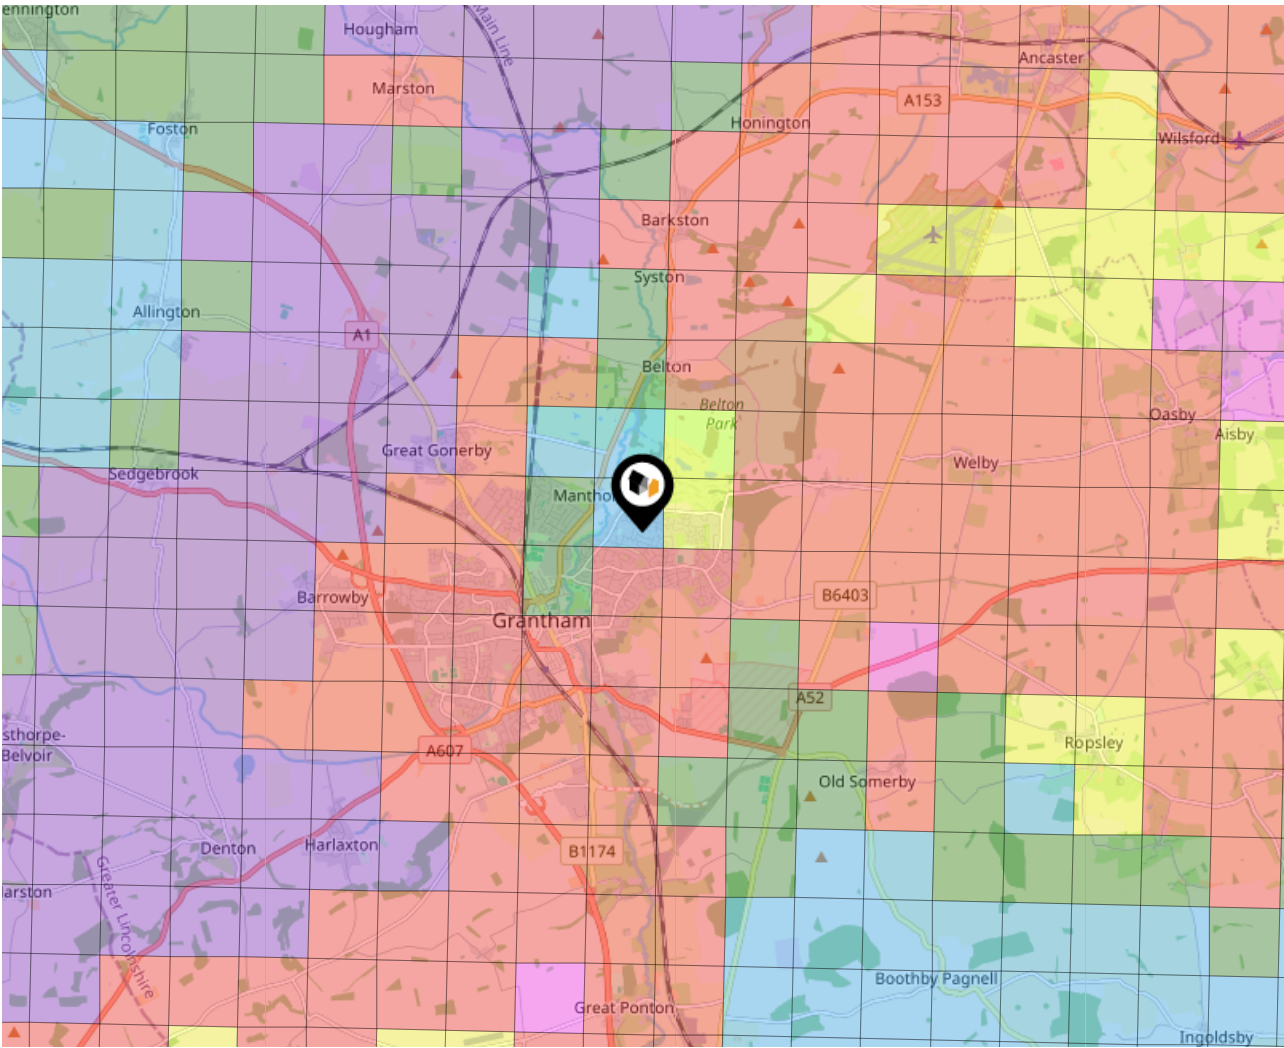 ennington
Hougham
Main Line
Ancaster
Marston
A153
Foston
Honington
Wilsford
Barkston
Syston
Allington
A1
Belton
Belton
Park
Oasby
Aisby
Great Gonerby
Welby
Sedgebrook
Mantho
Barrowby
B6403
Grantham
A52
sthorpe-
Belvoir
A607
Ropsley
Old Somerby
Denton
Harlaxton
B1174
arston
Greater Lincolnshire
Boothby Pagnell
Great Ponton
Ingoldsby